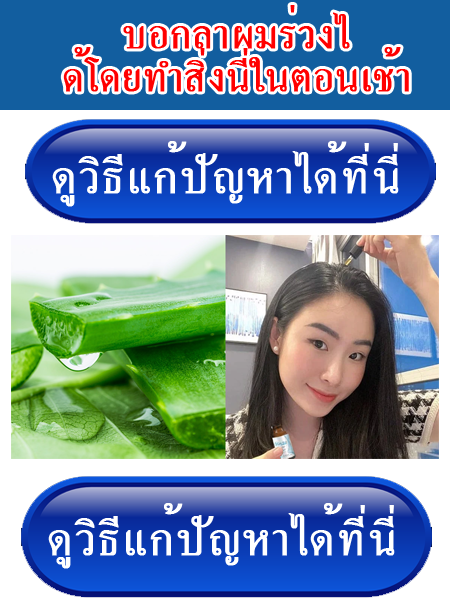 บอกลาผมร่วงไ
ด้โดยทำสิ่งนี้ในตอนเช้า
ดูวิธีแก้ปัญหาได้ที่นี่
ดูวิธีแก้ปัญหาได้ที่นี่